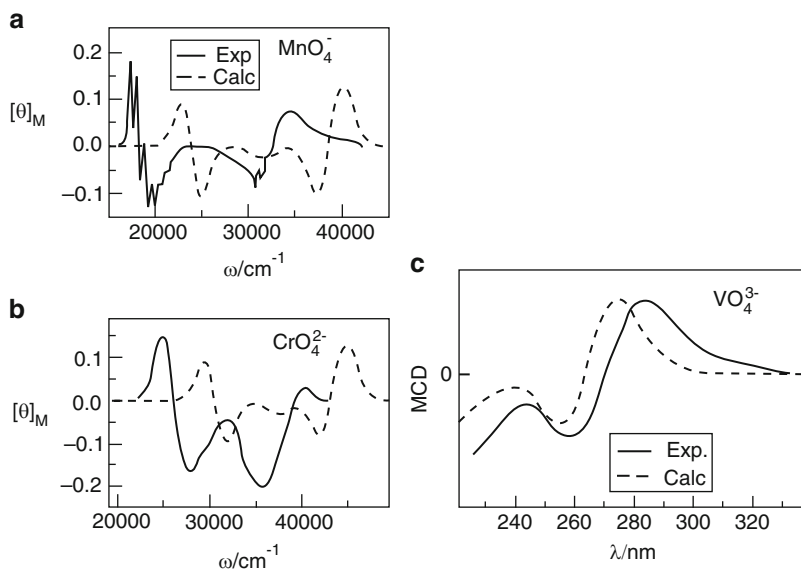 a
0.2
0.1
0.0
−0.1
[θ]M
Exp
Calc
MnO4-
20000 30000 40000
ω/cm-1
b
0.1
0.0
−0.1
−0.2
[θ]M
CrO42-
20000 30000 40000
ω/cm-1
c
VO43-
MCD
0
Exp.
Calc
240 260 280 300 320
λ/nm